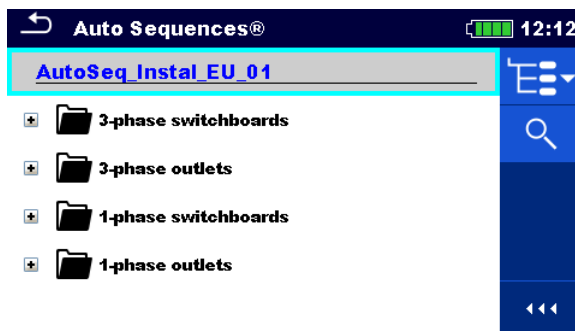 Auto Sequences® 12:12
AutoSeq_Instal_EU_01
3-phase switchboards
3-phase outlets
1-phase switchboards
1-phase outlets